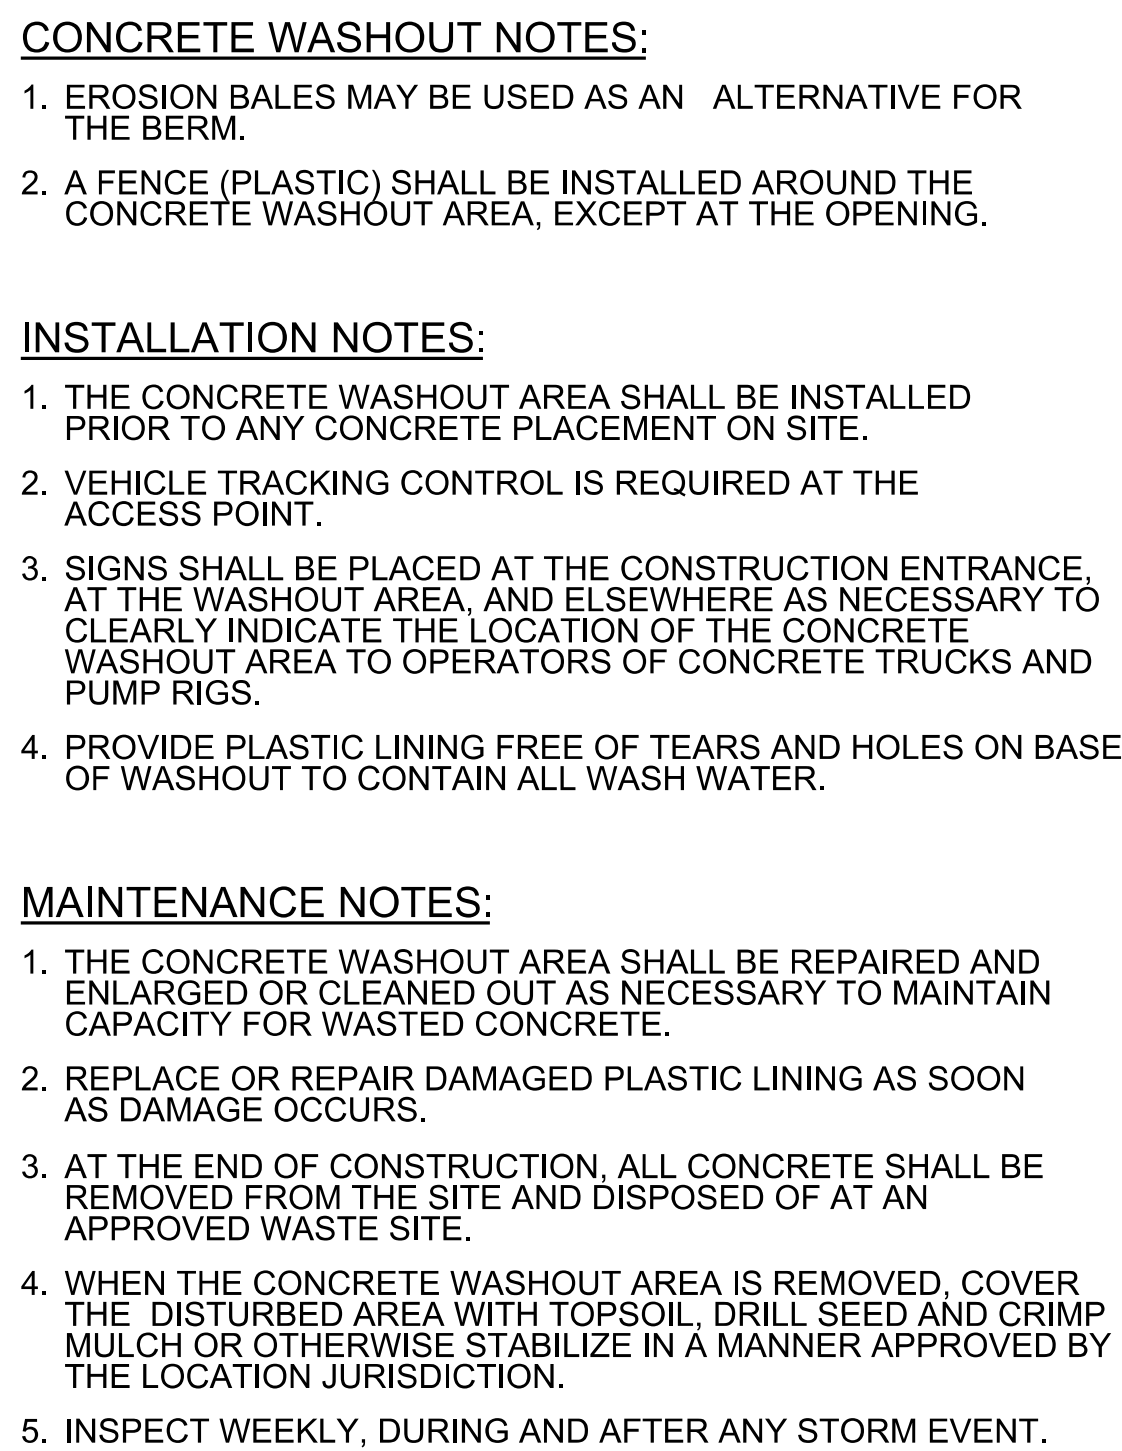 CONCRETE WASHOUT NOTES:
1. EROSION BALES MAY BE USED AS AN   ALTERNATIVE FOR
THE BERM.
2. A FENCE (PLASTIC) SHALL BE INSTALLED AROUND THE
CONCRETE WASHOUT AREA, EXCEPT AT THE OPENING.
INSTALLATION NOTES:
1. THE CONCRETE WASHOUT AREA SHALL BE INSTALLED
PRIOR TO ANY CONCRETE PLACEMENT ON SITE.
2. VEHICLE TRACKING CONTROL IS REQUIRED AT THE
ACCESS POINT.
3. SIGNS SHALL BE PLACED AT THE CONSTRUCTION ENTRANCE,
AT THE WASHOUT AREA, AND ELSEWHERE AS NECESSARY TO
CLEARLY INDICATE THE LOCATION OF THE CONCRETE
WASHOUT AREA TO OPERATORS OF CONCRETE TRUCKS AND
PUMP RIGS.
4. PROVIDE PLASTIC LINING FREE OF TEARS AND HOLES ON BASE
OF WASHOUT TO CONTAIN ALL WASH WATER.
MAINTENANCE NOTES:
1. THE CONCRETE WASHOUT AREA SHALL BE REPAIRED AND
ENLARGED OR CLEANED OUT AS NECESSARY TO MAINTAIN
CAPACITY FOR WASTED CONCRETE.
2. REPLACE OR REPAIR DAMAGED PLASTIC LINING AS SOON
AS DAMAGE OCCURS.
3. AT THE END OF CONSTRUCTION, ALL CONCRETE SHALL BE
REMOVED FROM THE SITE AND DISPOSED OF AT AN
APPROVED WASTE SITE.
4. WHEN THE CONCRETE WASHOUT AREA IS REMOVED, COVER
THE  DISTURBED AREA WITH TOPSOIL, DRILL SEED AND CRIMP
MULCH OR OTHERWISE STABILIZE IN A MANNER APPROVED BY
THE LOCATION JURISDICTION.
5. INSPECT WEEKLY, DURING AND AFTER ANY STORM EVENT.